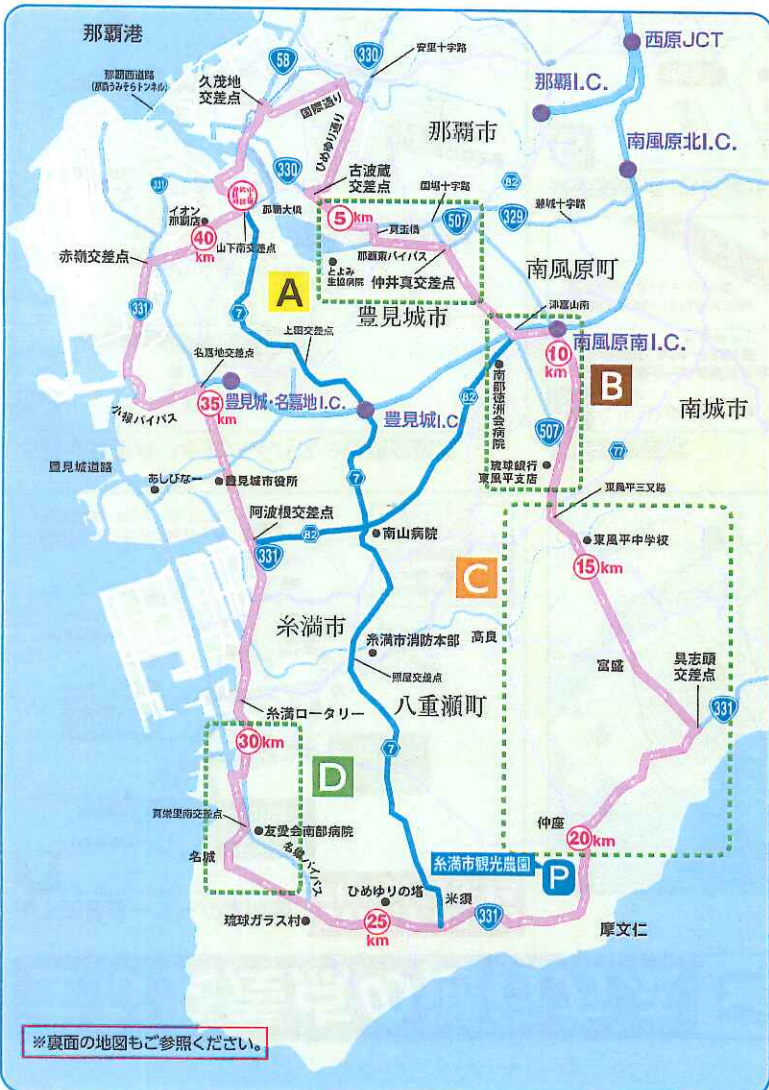 那覇港
那覇西道路
(那覇うみそらトンネル)
58
330
安里十字路
西原JCT
久茂地
交差点
国際通り
ひめゆり通り
那覇I.C.
那覇市
南風原北I.C.
330
古波蔵
交差点
331
イオン
那覇店
那覇大橋
5
km
国場十字路
82
507
329
兼城十字路
真玉橋
40
km
山下南交差点
赤嶺交差点
とよみ
生協病院
那覇東バイパス
仲井真交差点
南風原町
A
豊見城市
津嘉山南
331
7
上田交差点
南風原南I.C.
10
km
B
名嘉地交差点
南部徳洲会病院
82
南城市
35
km
豊見城・名嘉地I.C.
豊見城I.C
小禄バイパス
507
77
豊見城道路
あしびなー
豊見城市役所
7
琉球銀行
東風平支店
東風平三叉路
阿波根交差点
82
南山病院
331
東風平中学校
C
15
km
糸満市
高良
糸満市消防本部
照屋交差点
富盛
具志頭
交差点
八重瀬町
331
糸満ロータリー
30
km
7
D
真栄里南交差点
友愛会南部病院
仲座
20
km
名城
名城バイパス
糸満市観光農園
P
ひめゆりの塔
米須
琉球ガラス村
25
km
331
摩文仁
※裏面の地図もご参照ください。